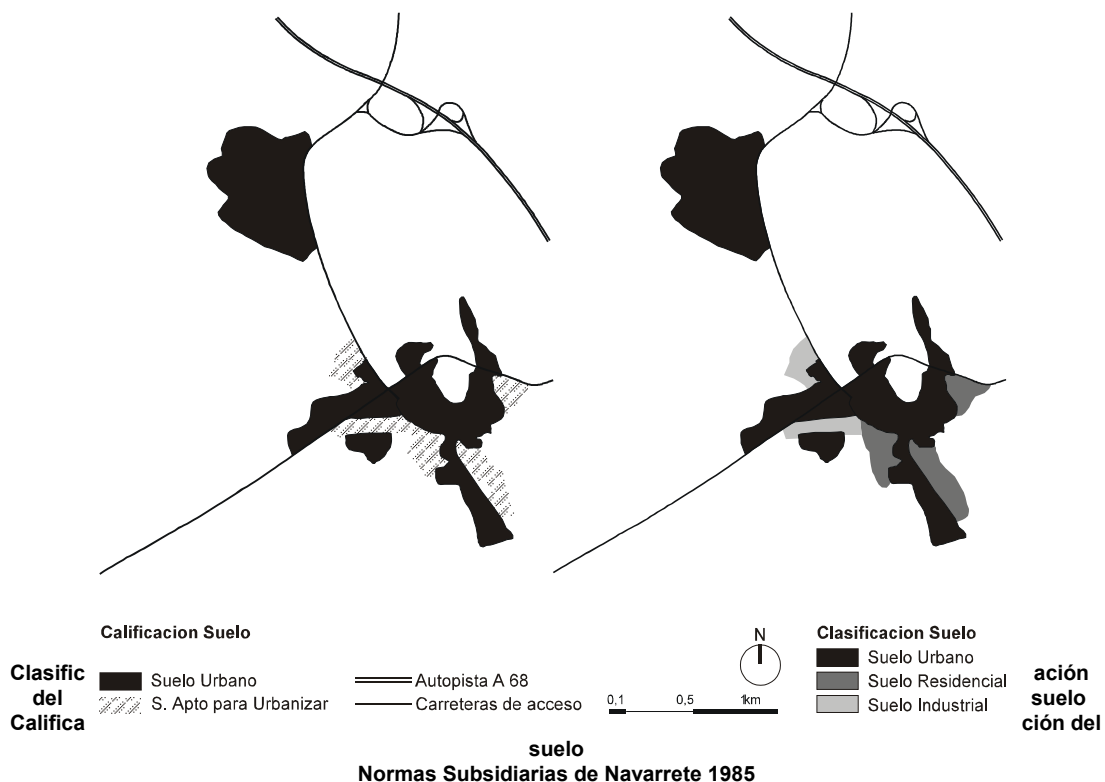 Calificacion Suelo
Suelo Urbano
S. Apto para Urbanizar
Autopista A 68
Carreteras de acceso
N
0,1 0,5 1km
Clasificacion Suelo
Suelo Urbano
Suelo Residencial
Suelo Industrial
Clasific
del
Califica
ación
suelo
ción del
suelo
Normas Subsidiarias de Navarrete 1985